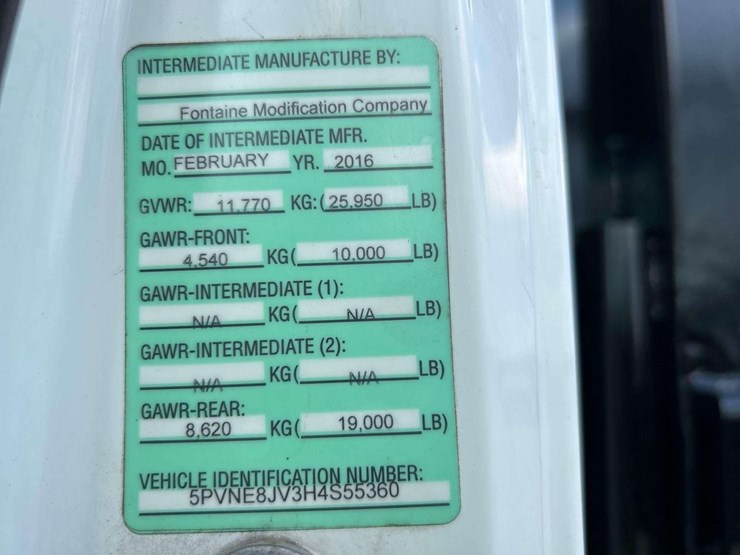 INTERMEDIATE MANUFACTURE BY:
Fontaine Modification Company
DATE OF INTERMEDIATE MFR.
MO. FEBRUARY YR. 2016
GVWR: 11,770 KG: (25,950 LB)
GAWR-FRONT:
4,540 KG( 10,000 LB)
GAWR-INTERMEDIATE (1):
N/A KG( N/A LB)
GAWR-INTERMEDIATE (2):
N/A KG( N/A LB)
GAWR-REAR:
8,620 KG( 19,000 LB)
VEHICLE IDENTIFICATION NUMBER:
5PVNE8JV3H4S55360